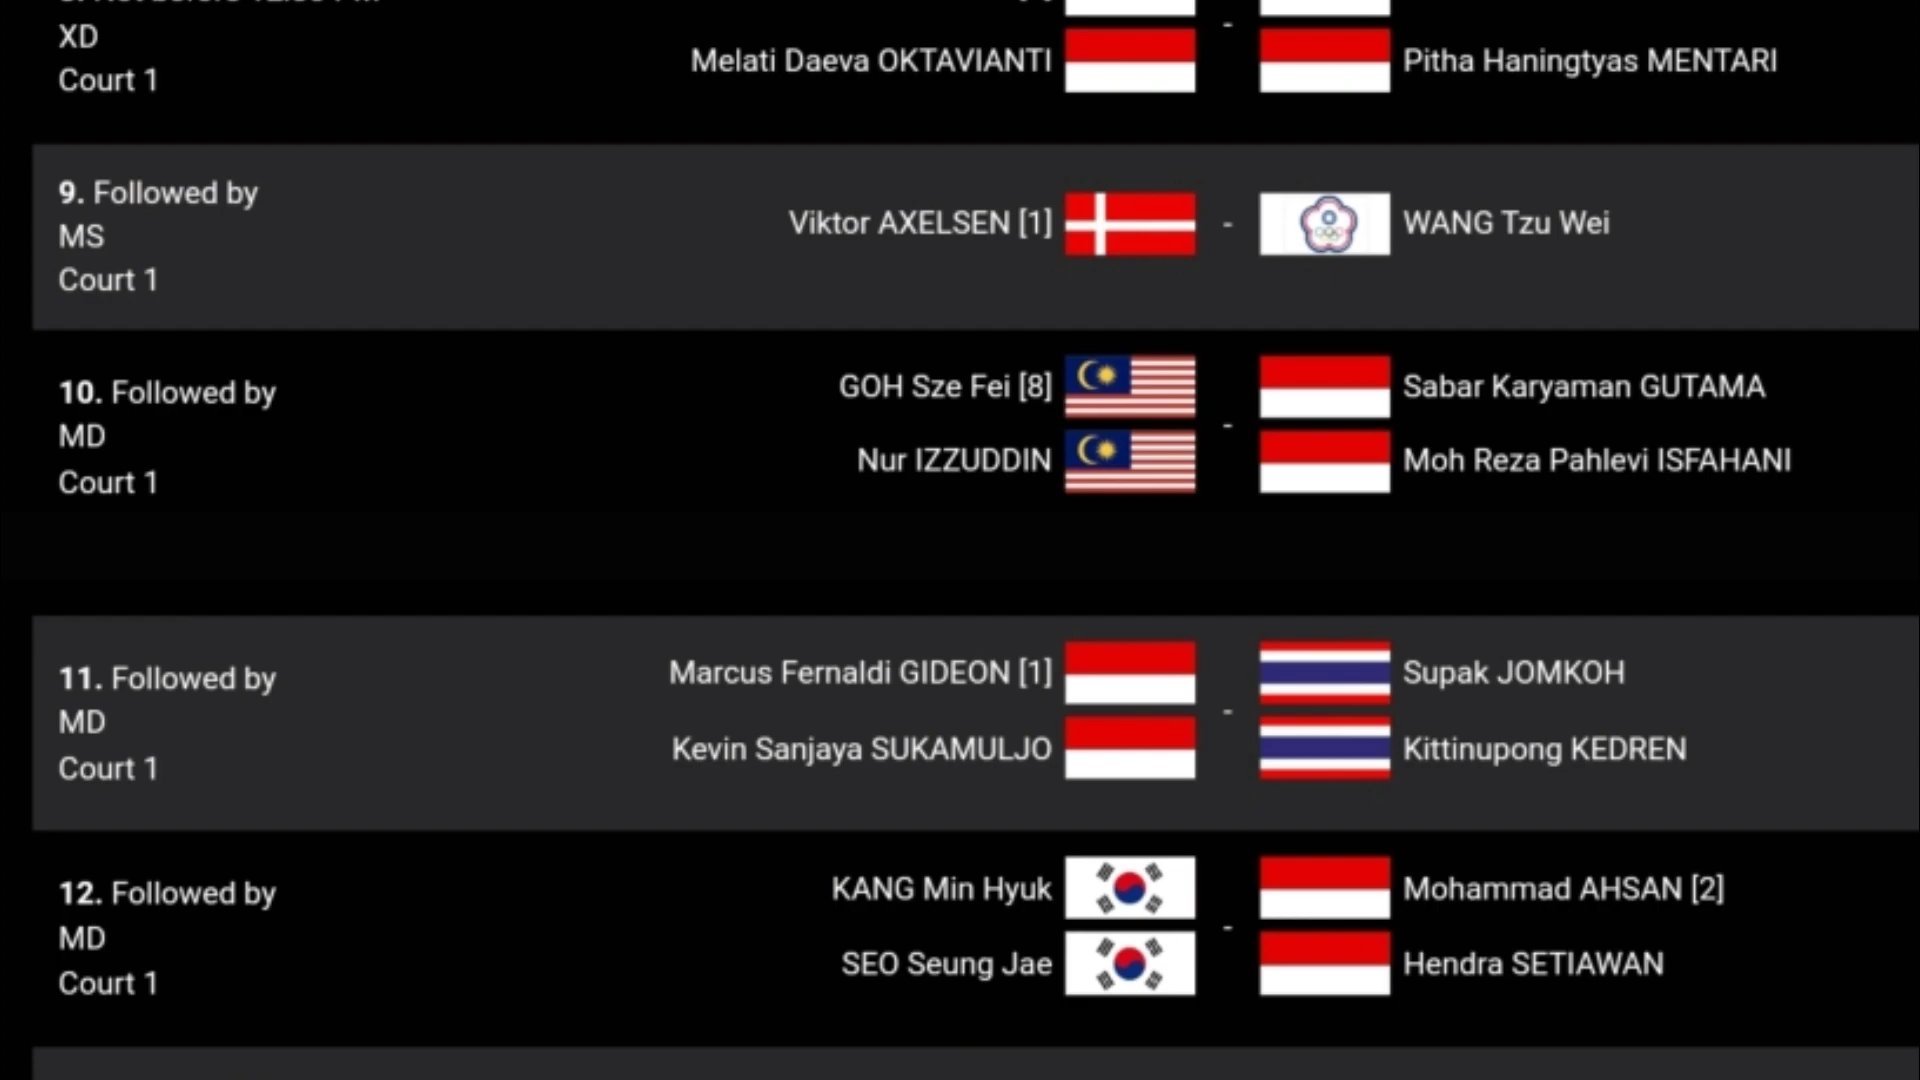 XD
Court 1
Melati Daeva OKTAVIANTI - Pitha Haningtyas MENTARI
9. Followed by
MS
Court 1
Viktor AXELSEN [1] - WANG Tzu Wei
10. Followed by
MD
Court 1
GOH Sze Fei [8] Sabar Karyaman GUTAMA
-
Nur IZZUDDIN Moh Reza Pahlevi ISFAHANI
11. Followed by
MD
Court 1
Marcus Fernaldi GIDEON [1] Supak JOMKOH
-
Kevin Sanjaya SUKAMULJO Kittinupong KEDREN
12. Followed by
MD
Court 1
KANG Min Hyuk Mohammad AHSAN [2]
-
SEO Seung Jae Hendra SETIAWAN